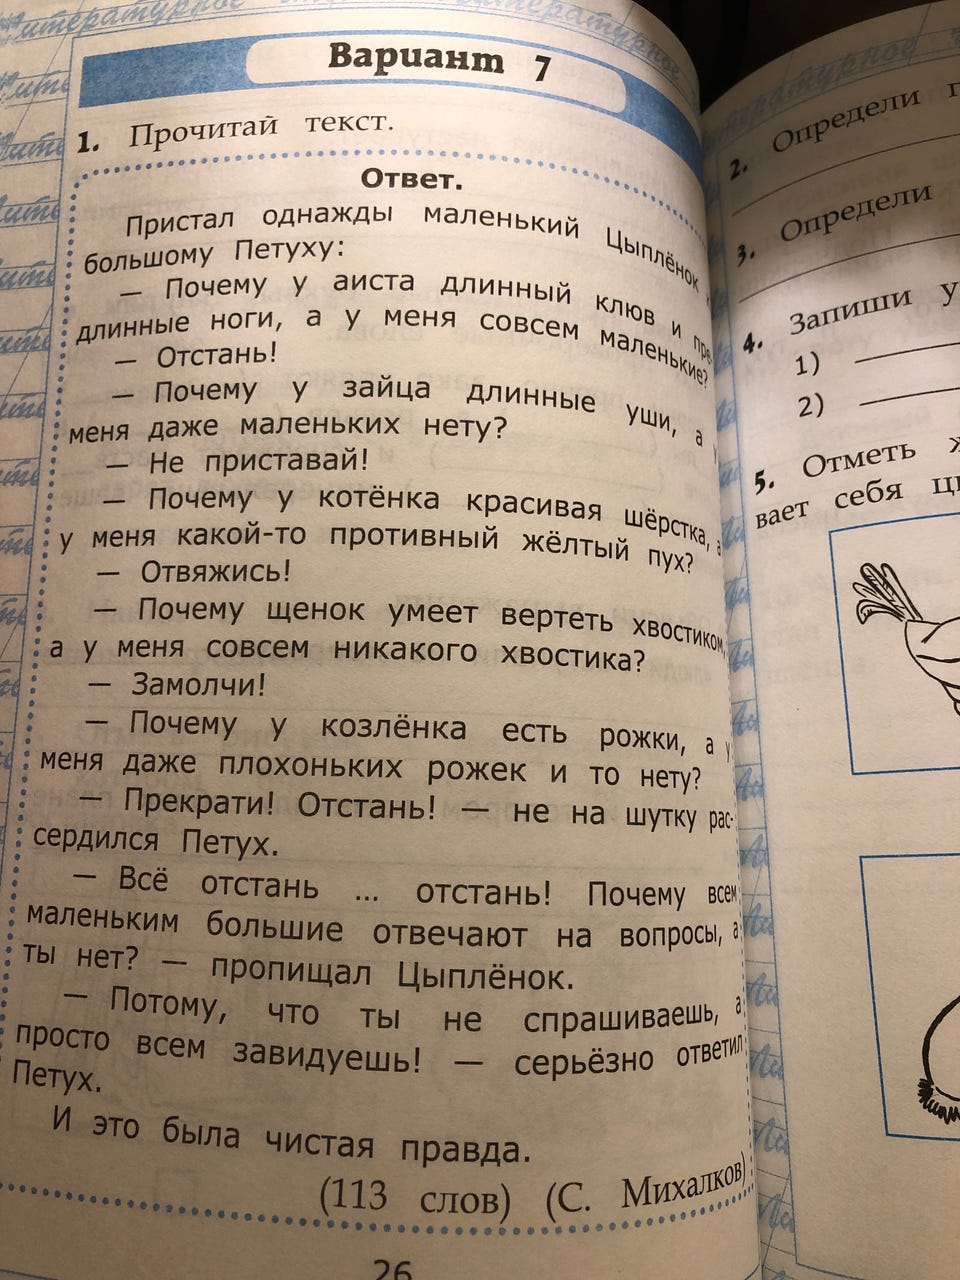 Вариант 7
1. Прочитай текст.
Ответ.
Пристал однажды маленький Цыплёнок
большому Петуху:
— Почему у аиста длинный клюв и пре
длинные ноги, а у меня совсем маленькие?
— Отстань!
— Почему у зайца длинные уши, а у
меня даже маленьких нету?
— Не приставай!
— Почему у котёнка красивая шёрстка, а
у меня какой-то противный жёлтый пух?
— Отвяжись!
— Почему щенок умеет вертеть хвостиком,
а у меня совсем никакого хвостика?
— Замолчи!
— Почему у козлёнка есть рожки, а у
меня даже плохоньких рожек и то нету?
— Прекрати! Отстань! — не на шутку рас-
сердился Петух.
— Всё отстань ... отстань! Почему всем
маленьким большие отвечают на вопросы, а
ты нет? — пропищал Цыплёнок.
— Потому, что ты не спрашиваешь, а
просто всем завидуешь! — серьёзно ответил
Петух.
И это была чистая правда.
(113 слов) (С. Михалков)
26
2. Определи
3. Определи
4. Запиши
1)
2)
5. Отметь
вает себя